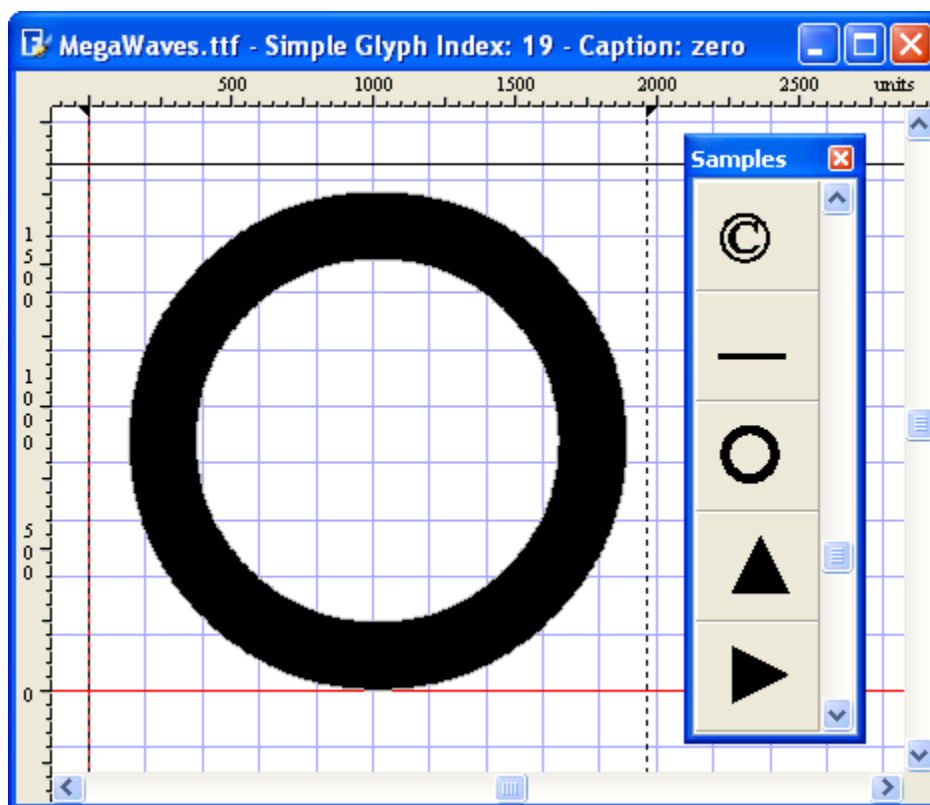 MegaWaves.ttf - Simple Glyph Index: 19 - Caption: zero
500 1000 1500 2000 2500 units
Samples
©
1500
1000
500
0